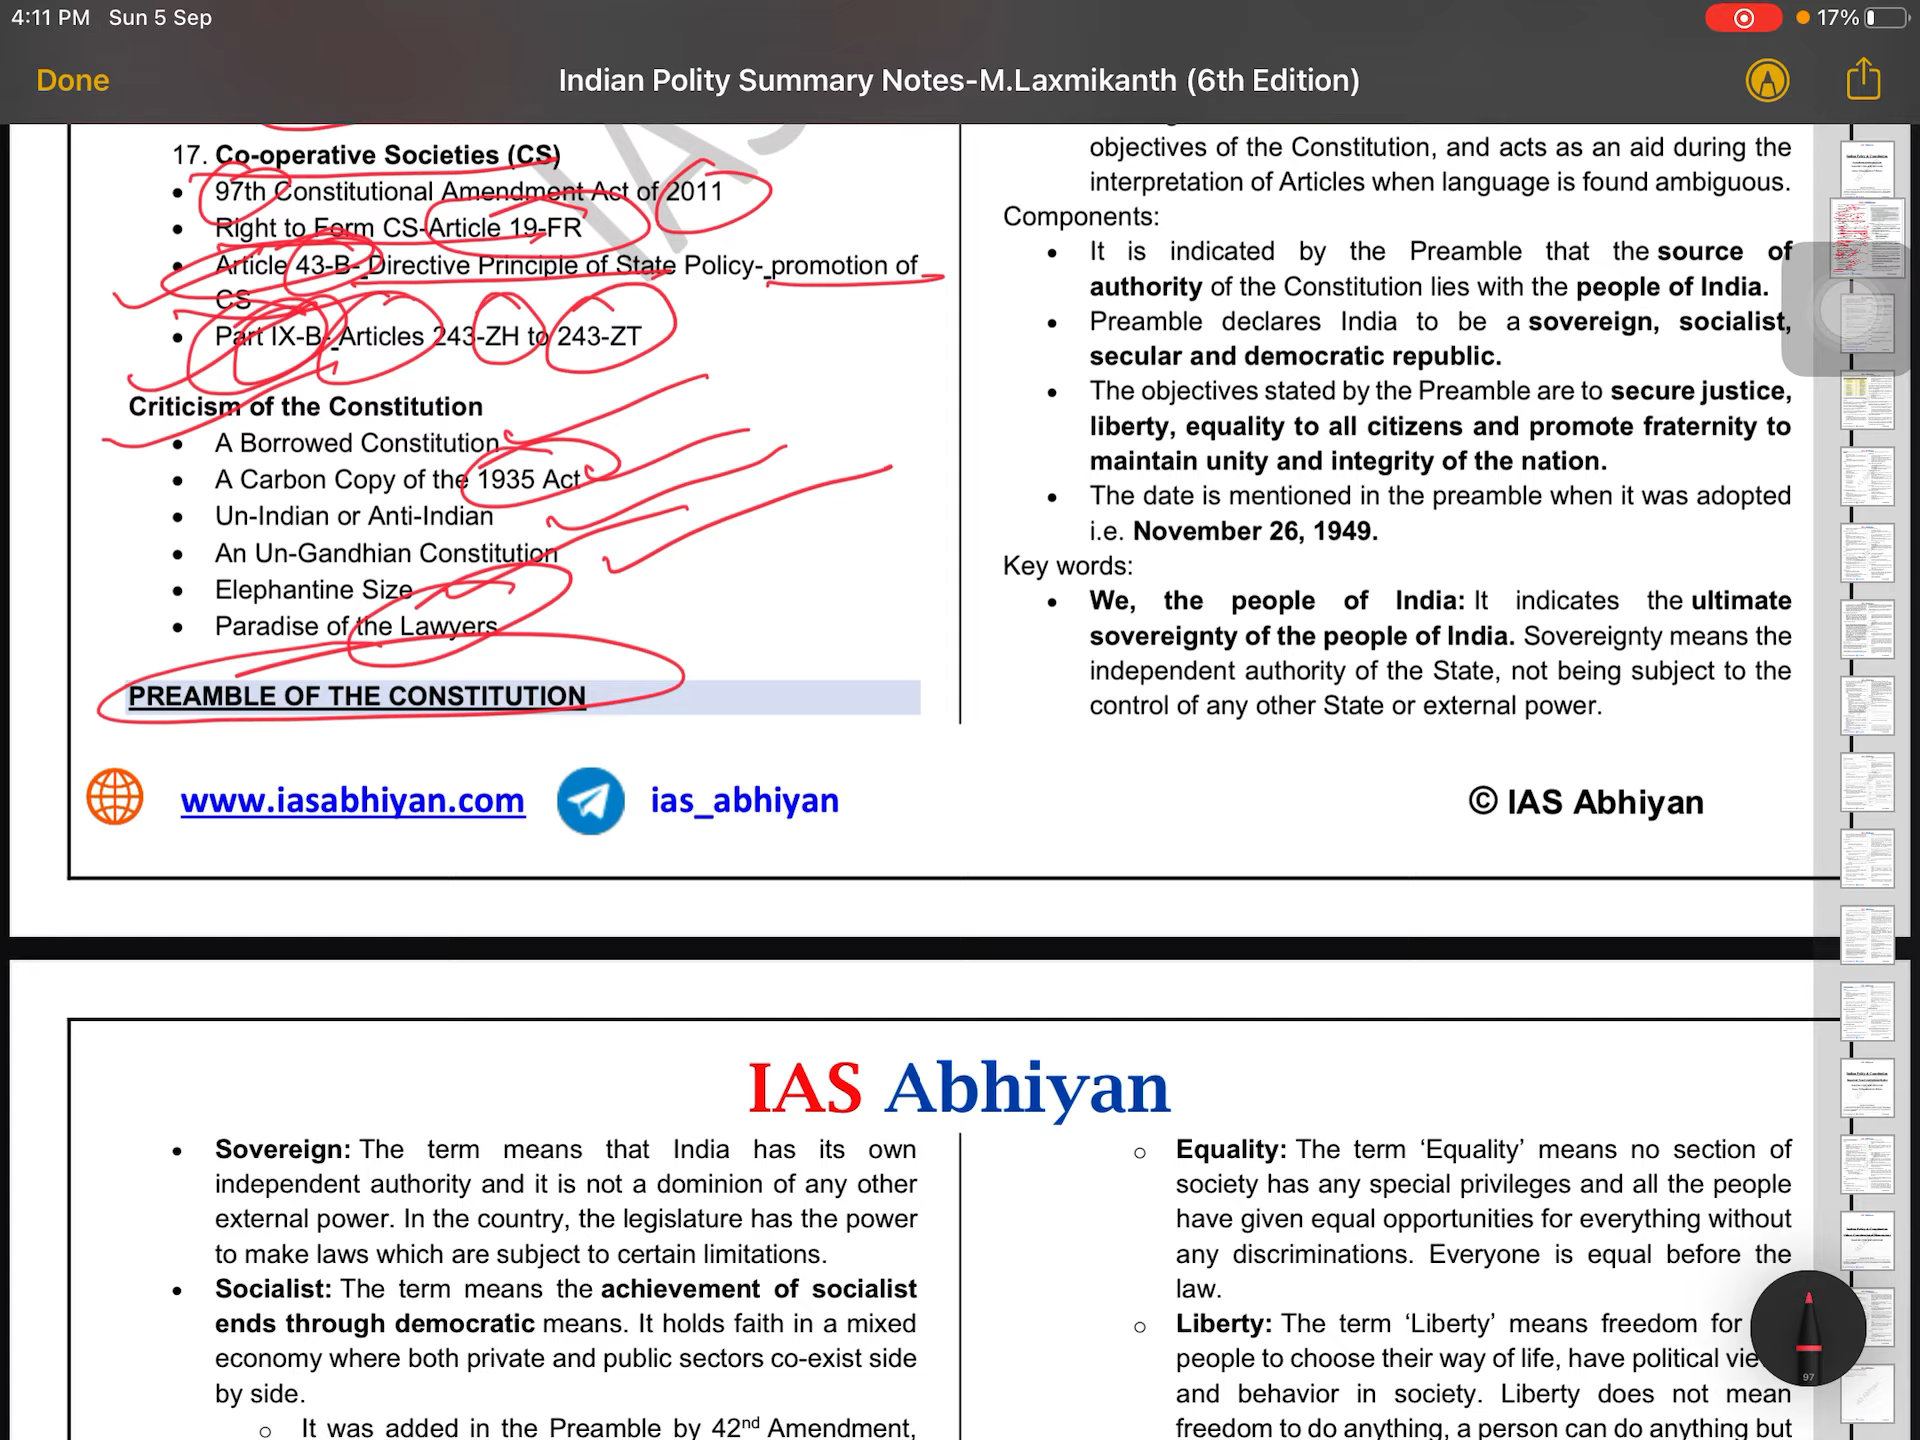 4:11 PM Sun 5 Sep
17%
Done
Indian Polity Summary Notes-M.Laxmikanth (6th Edition)
17. Co-operative Societies (CS)
• 97th Constitutional Amendment Act of 2011
• Right to Form CS-Article 19-FR
• Article 43-B- Directive Principle of State Policy- promotion of
CS
• Part IX-B- Articles 243-ZH to 243-ZT
Criticism of the Constitution
• A Borrowed Constitution
• A Carbon Copy of the 1935 Act
• Un-Indian or Anti-Indian
• An Un-Gandhian Constitution
• Elephantine Size
• Paradise of the Lawyers
PREAMBLE OF THE CONSTITUTION
objectives of the Constitution, and acts as an aid during the
interpretation of Articles when language is found ambiguous.
Components:
• It is indicated by the Preamble that the source of
authority of the Constitution lies with the people of India.
• Preamble declares India to be a sovereign, socialist,
secular and democratic republic.
• The objectives stated by the Preamble are to secure justice,
liberty, equality to all citizens and promote fraternity to
maintain unity and integrity of the nation.
• The date is mentioned in the preamble when it was adopted
i.e. November 26, 1949.
Key words:
• We, the people of India: It indicates the ultimate
sovereignty of the people of India. Sovereignty means the
independent authority of the State, not being subject to the
control of any other State or external power.
www.iasabhiyan.com ias_abhiyan
© IAS Abhiyan
IAS Abhiyan
• Sovereign: The term means that India has its own
independent authority and it is not a dominion of any other
external power. In the country, the legislature has the power
to make laws which are subject to certain limitations.
• Socialist: The term means the achievement of socialist
ends through democratic means. It holds faith in a mixed
economy where both private and public sectors co-exist side
by side.
o It was added in the Preamble by 42nd Amendment,
o Equality: The term ‘Equality’ means no section of
society has any special privileges and all the people
have given equal opportunities for everything without
any discriminations. Everyone is equal before the
law.
o Liberty: The term ‘Liberty’ means freedom for
people to choose their way of life, have political
and behavior in society. Liberty does not mean
freedom to do anything, a person can do anything but
97